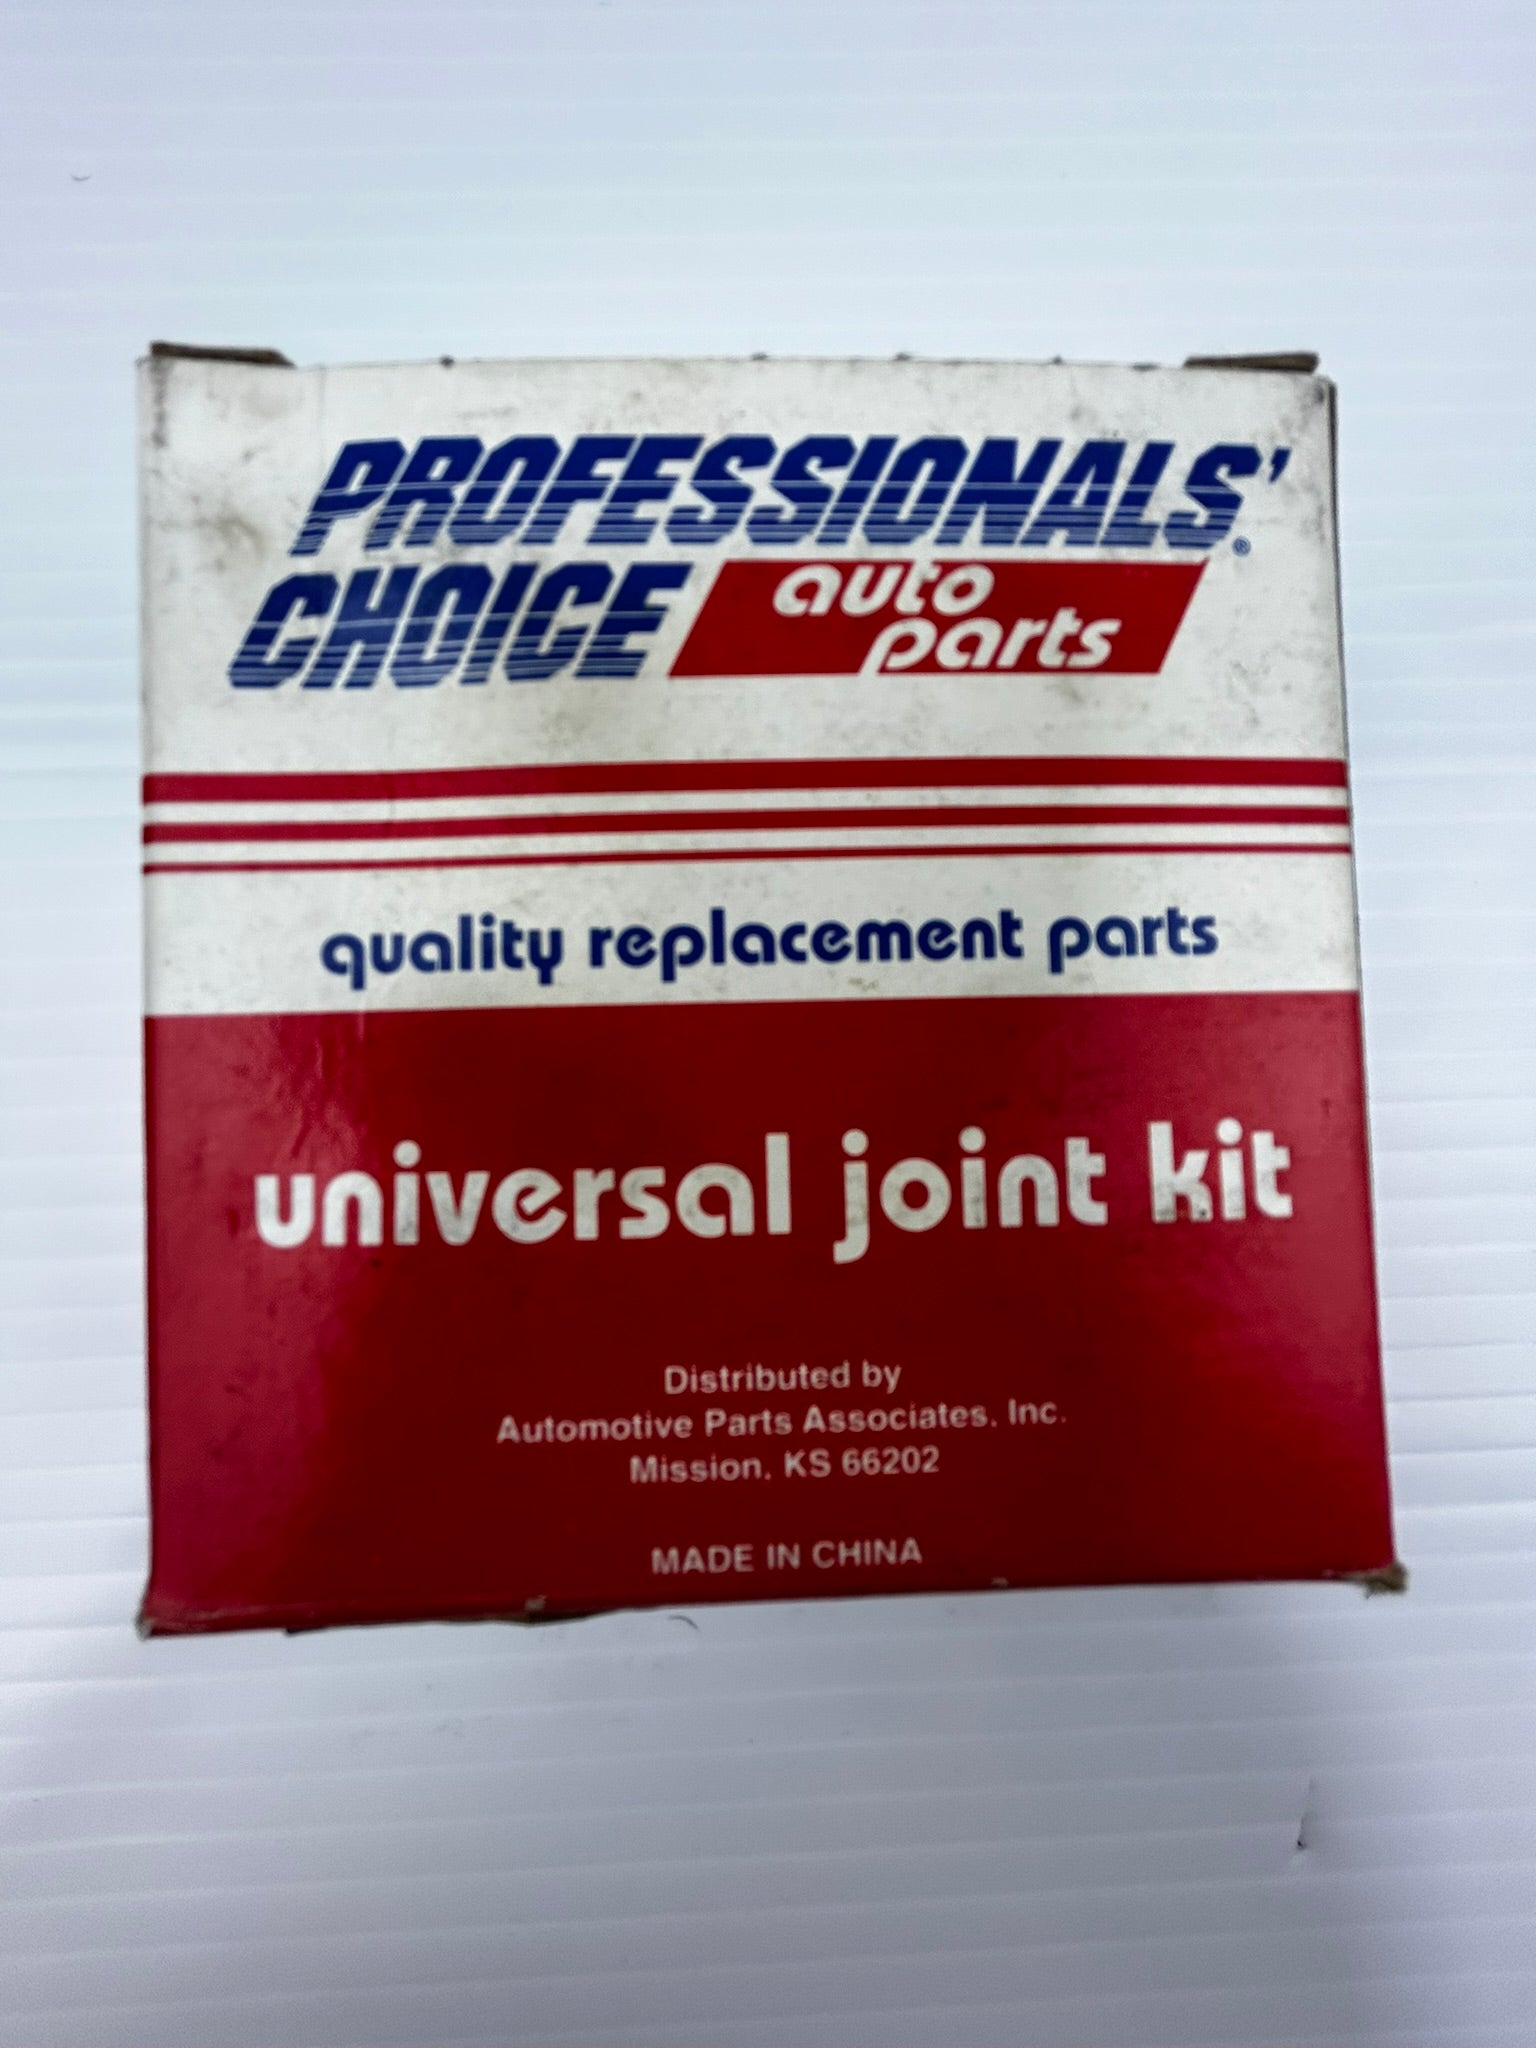 PROFESSIONALS'®
CHOICE auto parts
quality replacement parts
universal joint kit
Distributed by
Automotive Parts Associates, Inc.
Mission, KS 66202
MADE IN CHINA